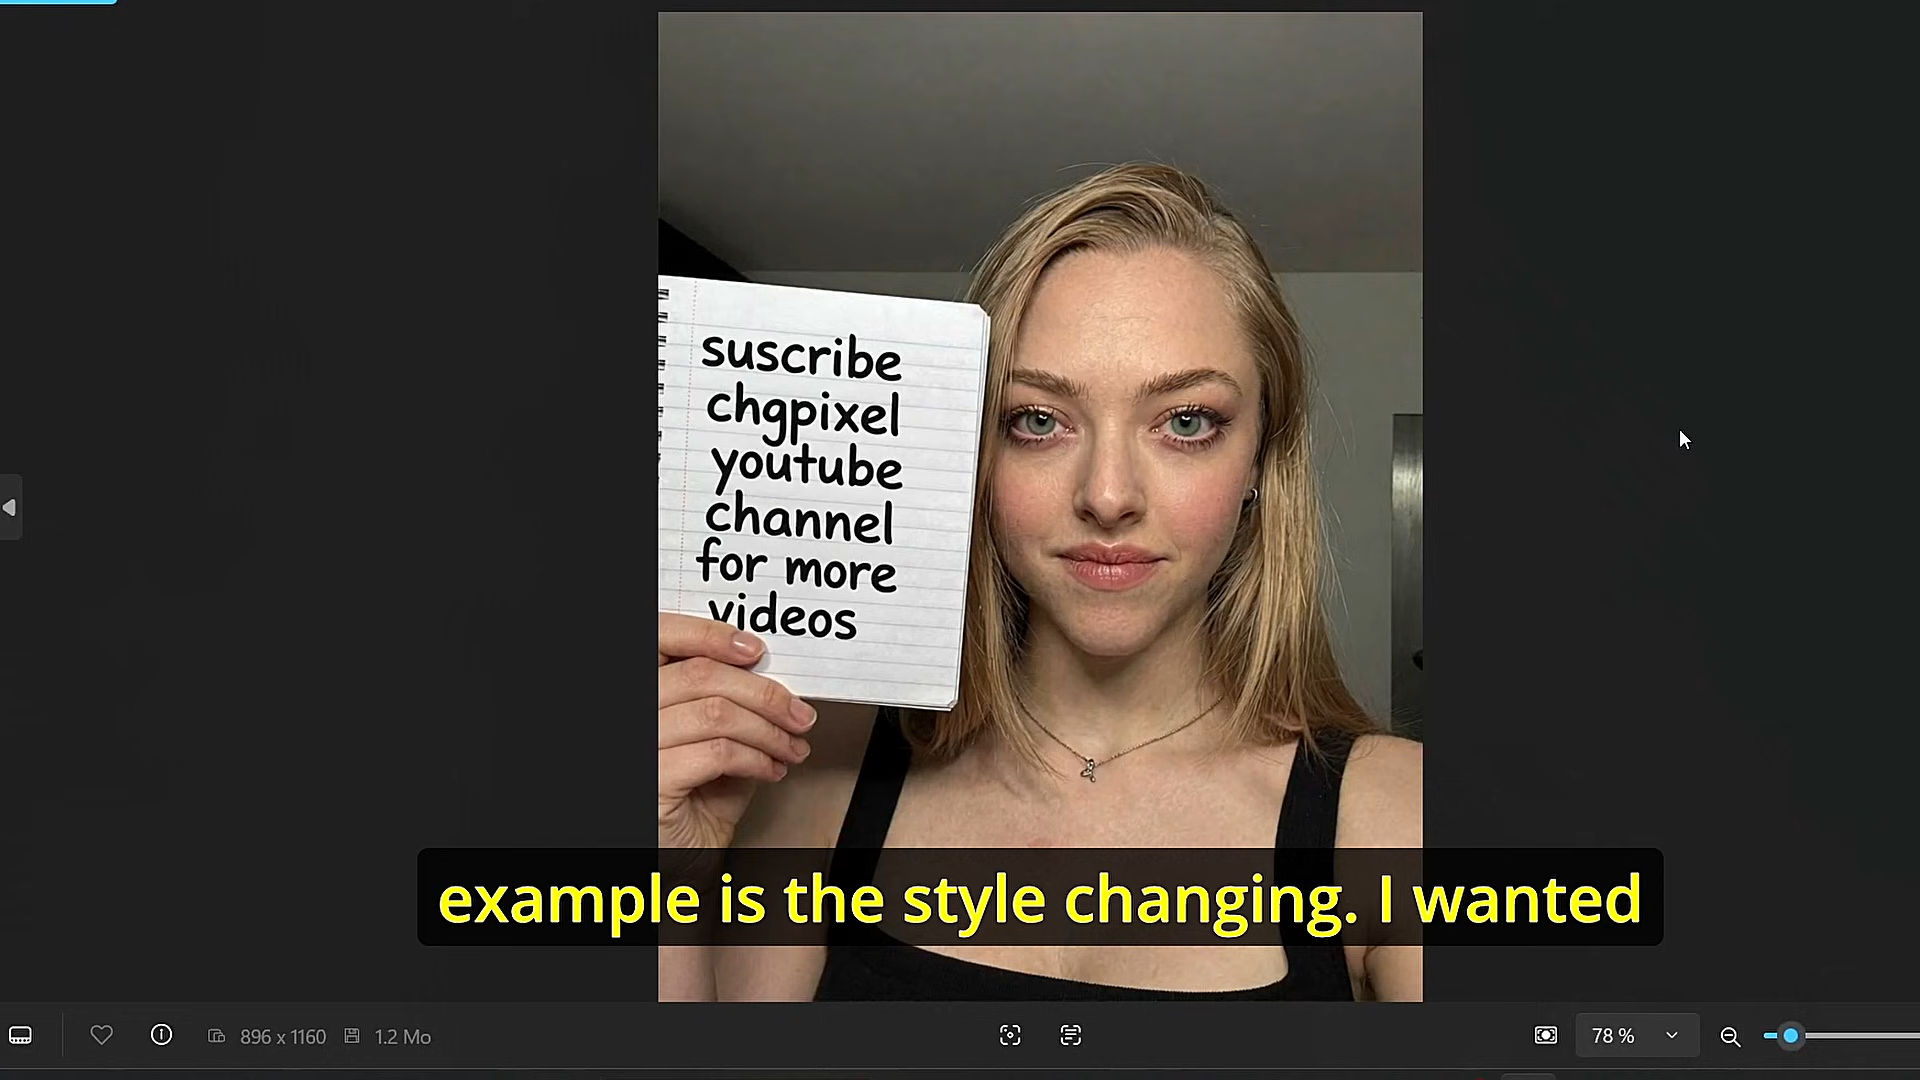 suscribe
chgpixel
youtube
channel
for more
videos
example is the style changing. I wanted
896 x 1160
1.2 Mo
78 %